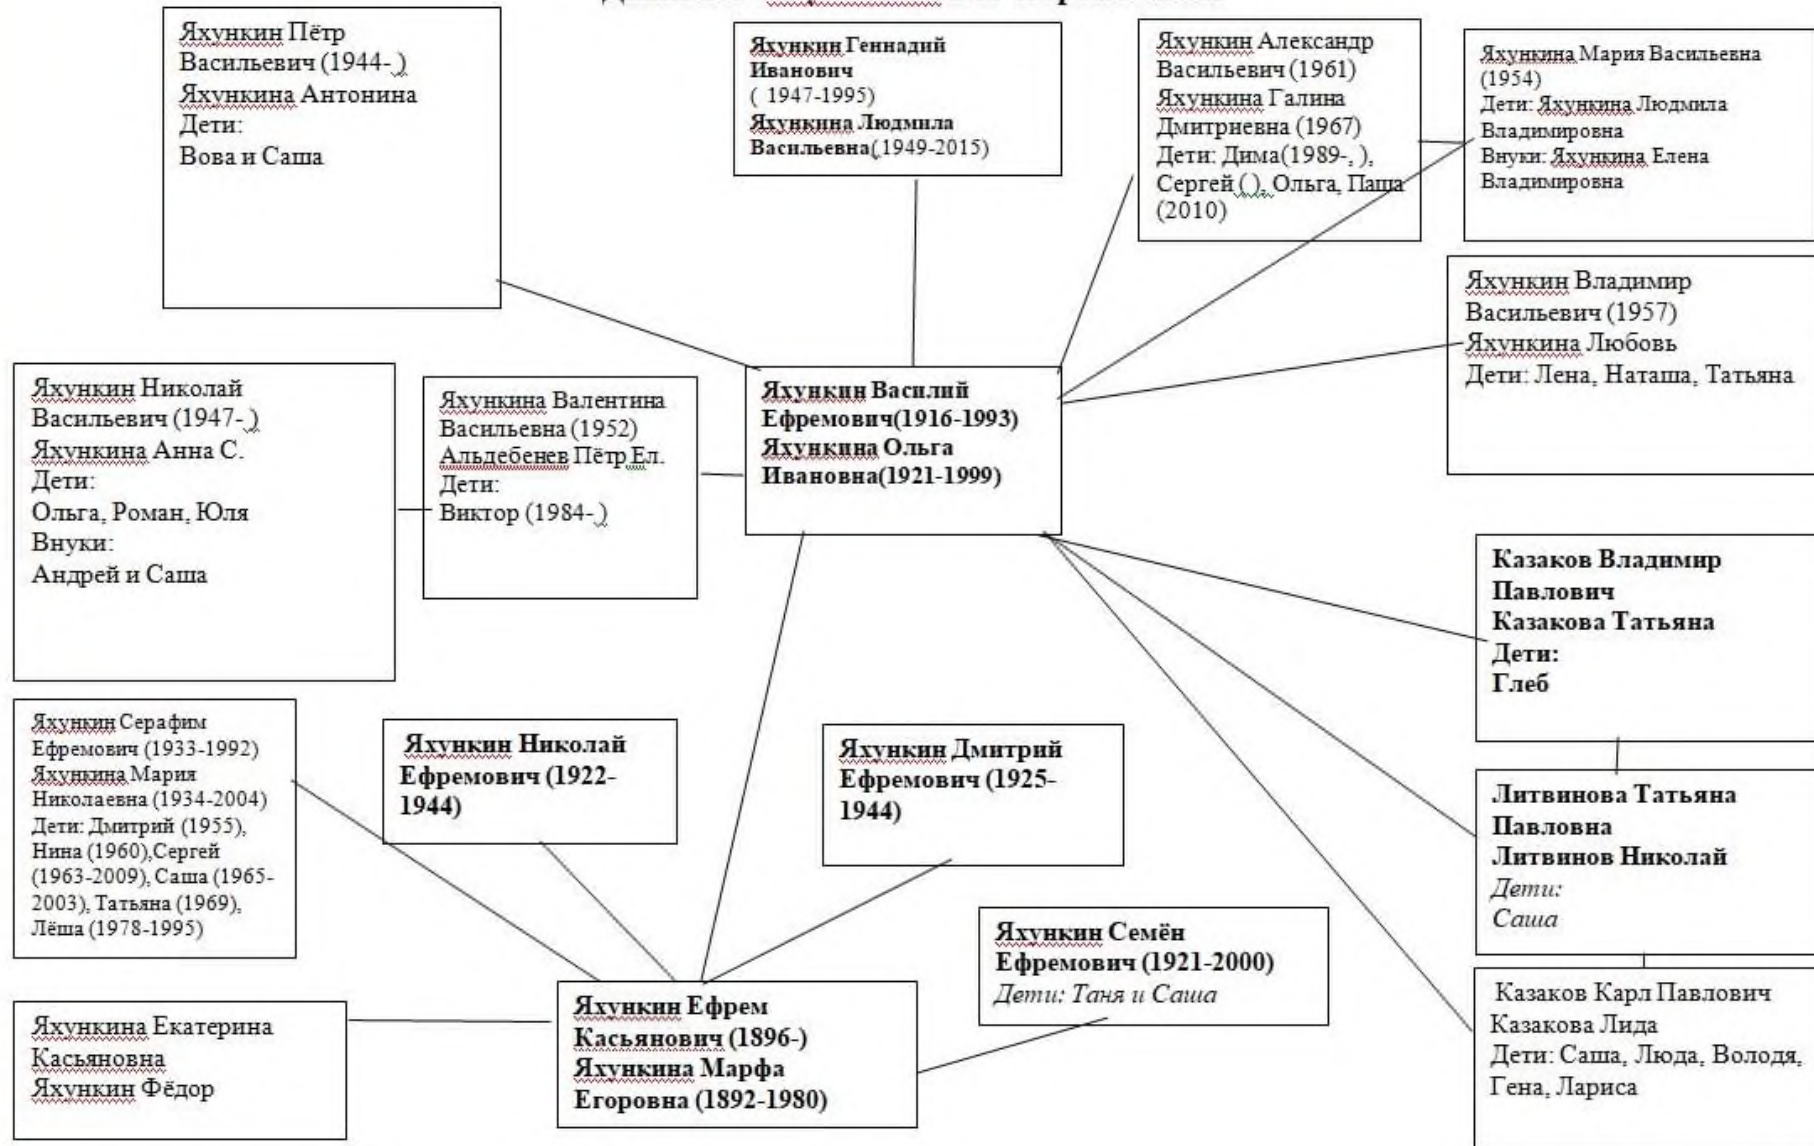 Яхункин Пётр
Васильевич (1944- )
Яхункина Антонина
Дети:
Вова и Саша
Яхункин Геннадий
Иванович
( 1947-1995)
Яхункина Людмила
Васильевна(1949-2015)
Яхункин Александр
Васильевич (1961)
Яхункина Галина
Дмитриевна (1967)
Дети: Дима(1989-, ),
Сергей ( ), Ольга, Паша
(2010)
Яхункина Мария Васильевна
(1954)
Дети: Яхункина Людмила
Владимировна
Внуки: Яхункина Елена
Владимировна
Яхункин Владимир
Васильевич (1957)
Яхункина Любовь
Дети: Лена, Наташа, Татьяна
Яхункин Николай
Васильевич (1947- )
Яхункина Анна С.
Дети:
Ольга, Роман, Юля
Внуки:
Андрей и Саша
Яхункина Валентина
Васильевна (1952)
Альдебенев Пётр Ел.
Дети:
Виктор (1984- )
Яхункин Василий
Ефремович(1916-1993)
Яхункина Ольга
Ивановна(1921-1999)
Казаков Владимир
Павлович
Казакова Татьяна
Дети:
Глеб
Яхункин Серафим
Ефремович (1933-1992)
Яхункина Мария
Николаевна (1934-2004)
Дети: Дмитрий (1955),
Нина (1960),Сергей
(1963-2009), Саша (1965-
2003), Татьяна (1969),
Лёша (1978-1995)
Яхункин Николай
Ефремович (1922-
1944)
Яхункин Дмитрий
Ефремович (1925-
1944)
Литвинова Татьяна
Павловна
Литвинов Николай
Дети:
Саша
Яхункин Семён
Ефремович (1921-2000)
Дети: Таня и Саша
Яхункина Екатерина
Касьяновна
Яхункин Фёдор
Яхункин Ефрем
Касьянович (1896-)
Яхункина Марфа
Егоровна (1892-1980)
Казаков Карл Павлович
Казакова Лида
Дети: Саша, Люда, Володя,
Гена, Лариса